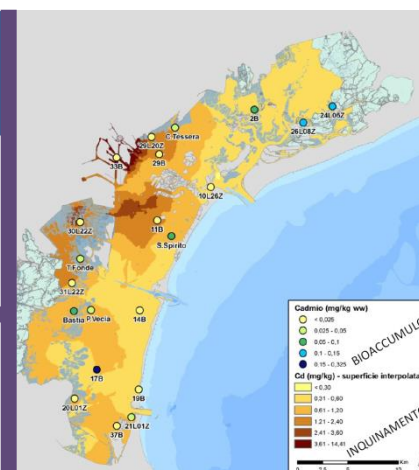 C.Tessera
2B
24L06Z
26L08Z
29L20Z
29B
33B
10L26Z
11B
30L22Z
S.Spirito
T.Fonde
31L22Z
Bastia
P.Vecia
14B
17B
19B
20L01Z
21L01Z
37B
Cadmio (mg/kg ww)
< 0,025
0,025 - 0,05
0,05 - 0,1
0,1 - 0,15
0,15 - 0,325
BIOACCUMULO
Cd (mg/kg) - superficie interpolata
< 0,30
0,31 - 0,60
0,61 - 1,20
1,21 - 2,40
2,41 - 3,60
3,61 - 14,41
INQUINAMENTO